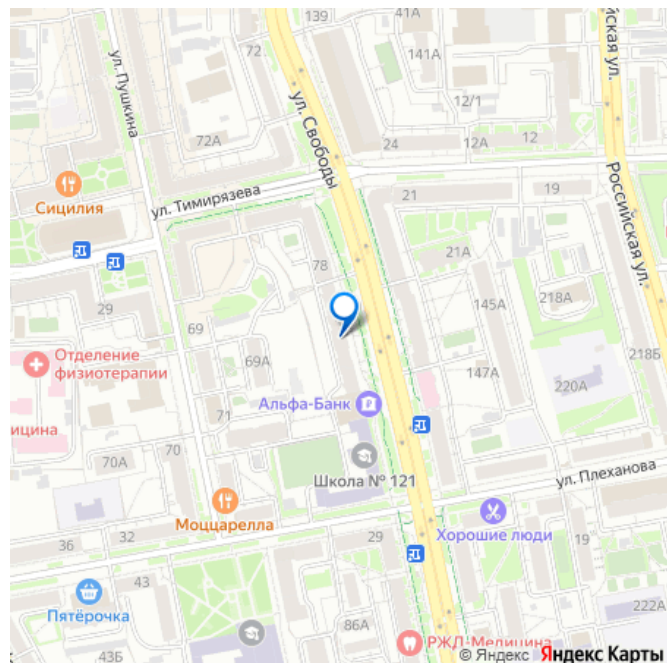 139
41А
йская ул.
72
141А
ул. Пушкина
ул. Свободы
12/1
72А
24
12А
12
Сицилия
ул. Тимирязева
21
19
Российская ул.
78
21А
29
69
145А
218А
Отделение
физиотерапии
69А
218Б
147А
220А
ицина
71
Альфа-Банк
70
70А
Школа № 121
ул. Плеханова
Моццарелла
36
32
29
Хорошие люди
19
43
Пятёрочка
86А
222А
43Б
РЖД-Медицина
© Яндекс Яндекс Карты